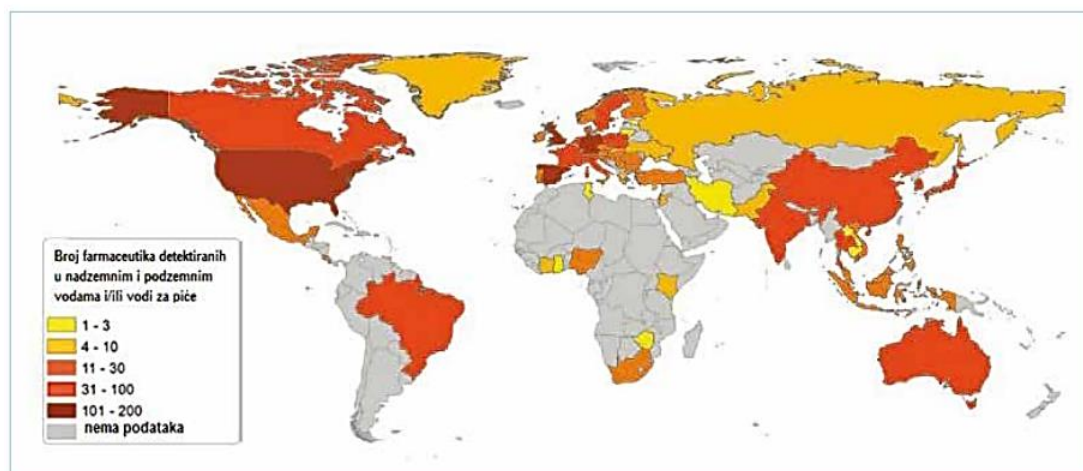 Broj farmaceutika detektiranih
u nadzemnim i podzemnim
vodama i/ili vodi za piće
1 - 3
4 - 10
11 - 30
31 - 100
101 - 200
nema podataka